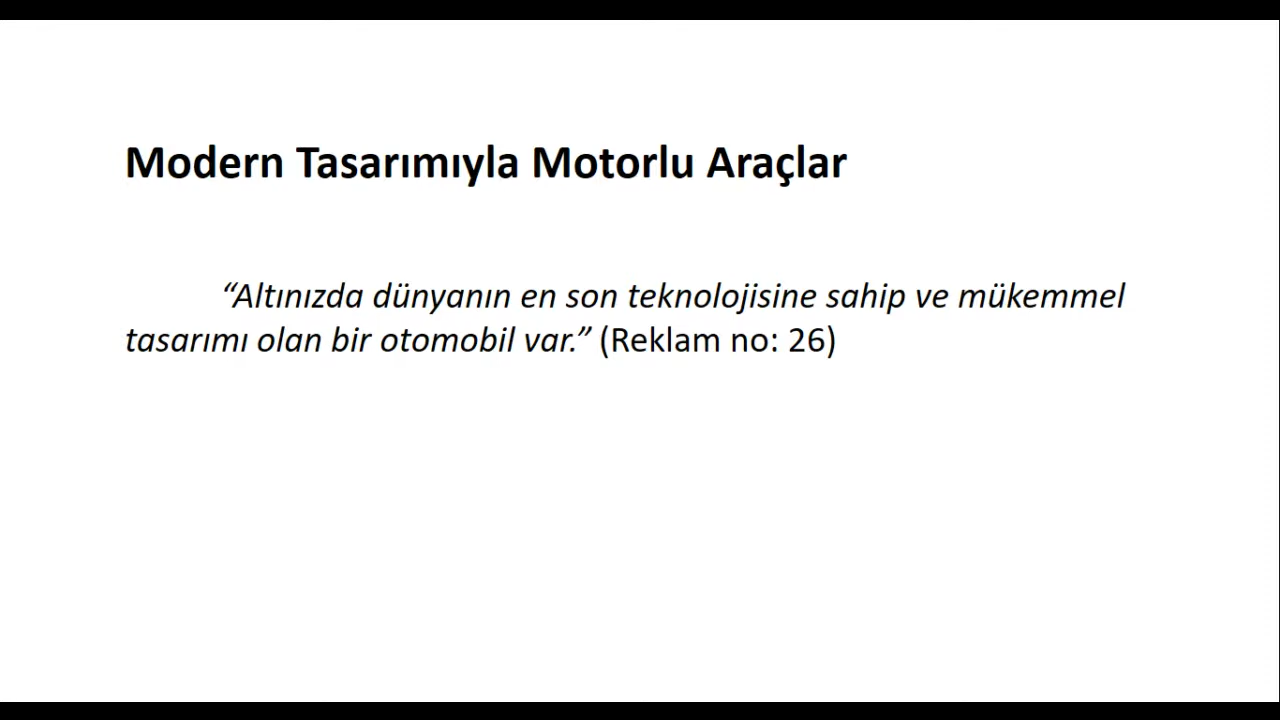 Modern Tasarımıyla Motorlu Araçlar
“Altınızda dünyanın en son teknolojisine sahip ve mükemmel
tasarımı olan bir otomobil var.” (Reklam no: 26)